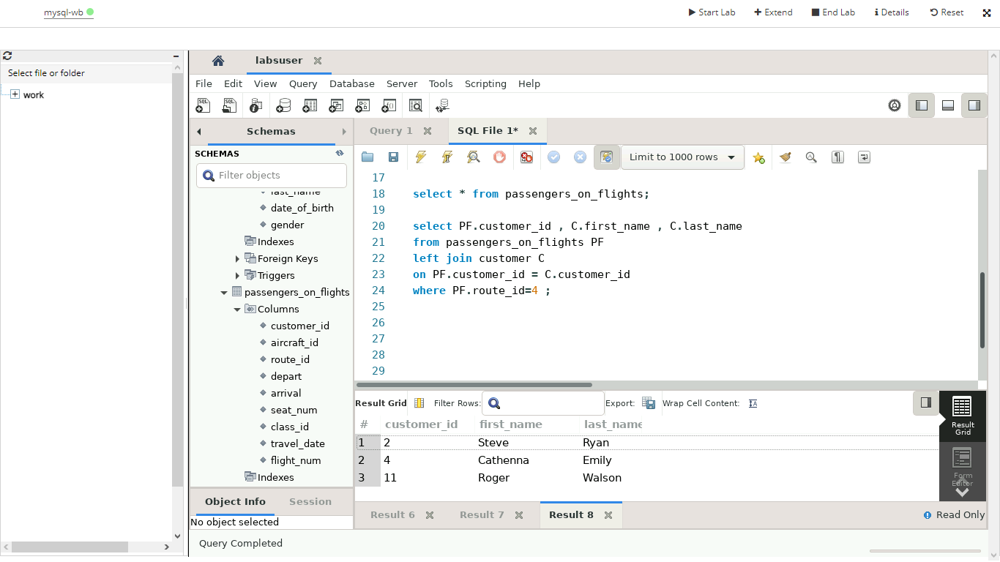 mysql-wb
Start Lab
Extend
End Lab
Details
Reset
Select file or folder
work
labsuser
File Edit View Query Database Server Tools Scripting Help
Schemas
Query 1
SQL File 1*
SCHEMAS
Filter objects
Limit to 1000 rows
last_name
date_of_birth
gender
Indexes
Foreign Keys
Triggers
passengers_on_flights
Columns
customer_id
aircraft_id
route_id
depart
arrival
seat_num
class_id
travel_date
flight_num
Indexes
Object Info
Session
No object selected
17
18 select * from passengers_on_flights;
19
20 select PF.customer_id , C.first_name , C.last_name
21 from passengers_on_flights PF
22 left join customer C
23 on PF.customer_id = C.customer_id
24 where PF.route_id=4 ;
25
26
27
28
29
Result Grid
Filter Rows:
Export:
Wrap Cell Content:
# customer_id first_name last_name
1 2 Steve Ryan
2 4 Cathenna Emily
3 11 Roger Walson
Result
Grid
Form
Editor
Result 6
Result 7
Result 8
Read Only
Query Completed